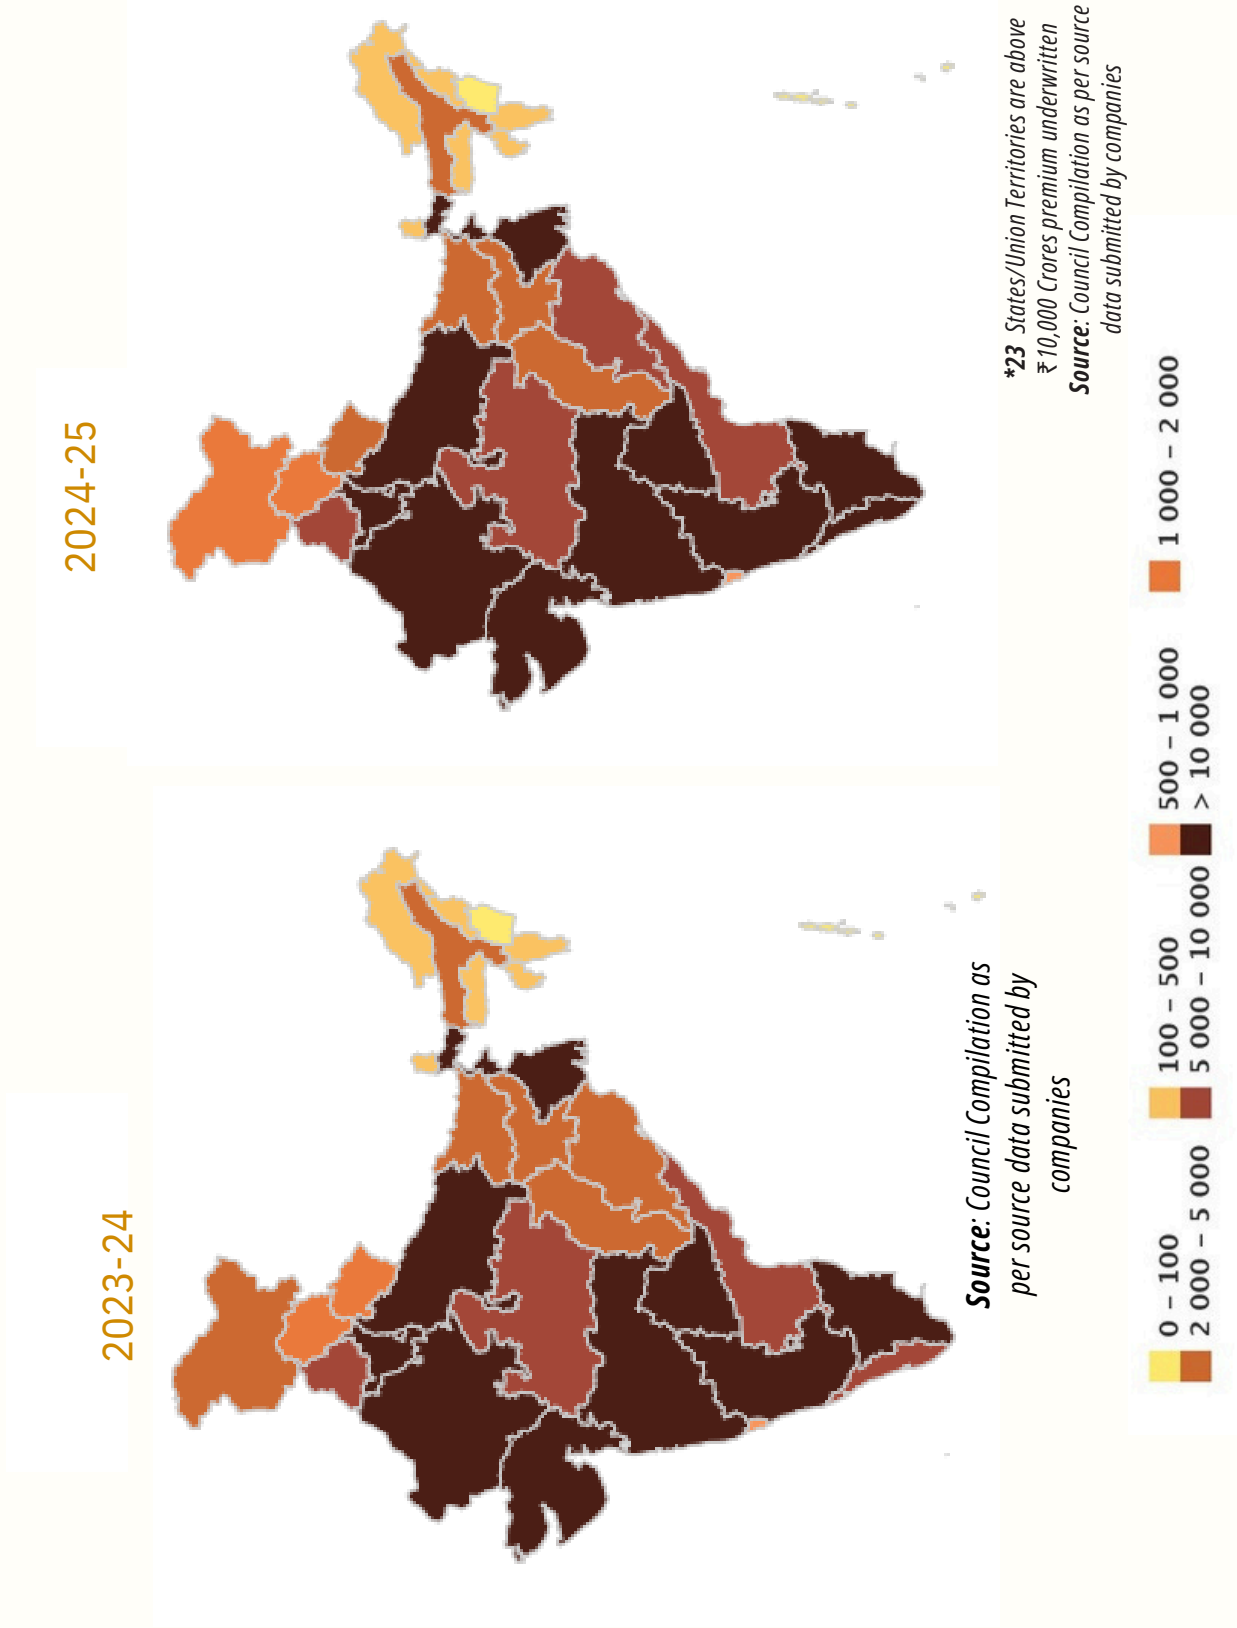 2023-24
2024-25
Source: Council Compilation as
per source data submitted by
companies
*23 States/Union Territories are above
₹10,000 Crores premium underwritten
Source: Council Compilation as per source
data submitted by companies
0 – 100
100 – 500
500 – 1 000
1 000 – 2 000
2 000 – 5 000
5 000 – 10 000
> 10 000